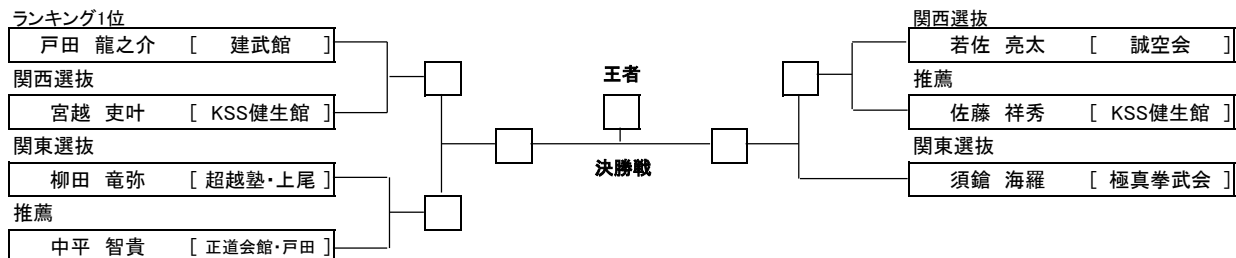 ランキング1位
戸田 龍之介 [ 建武館 ]
関西選抜
宮越 吏叶 [ KSS健生館 ]
関東選抜
柳田 竜弥 [ 超越塾・上尾 ]
推薦
中平 智貴 [ 正道会館・戸田 ]
王者
決勝戦
関西選抜
若佐 亮太 [ 誠空会 ]
推薦
佐藤 祥秀 [ KSS健生館 ]
関東選抜
須鎗 海羅 [ 極真拳武会 ]